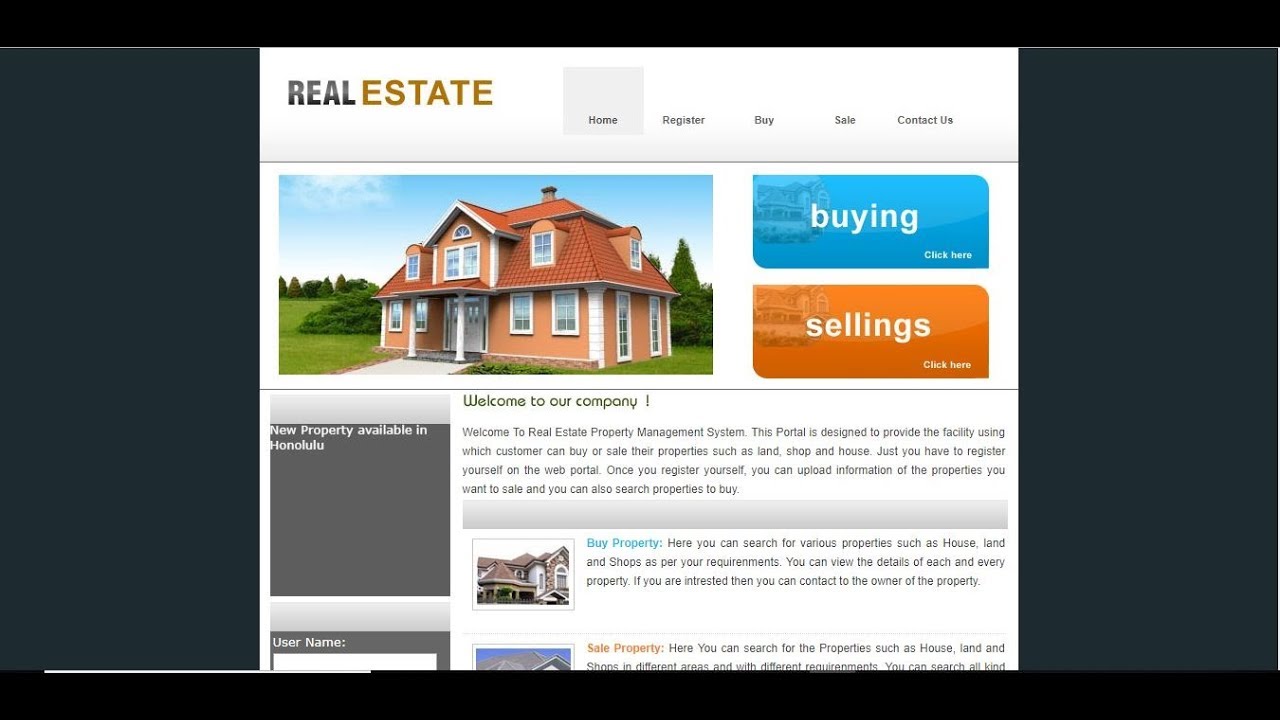 REAL ESTATE
Home Register Buy Sale Contact Us
buying
Click here
sellings
Click here
New Property available in
Honolulu
User Name:
Welcome to our company !
Welcome To Real Estate Property Management System. This Portal is designed to provide the facility using
which customer can buy or sale their properties such as land, shop and house. Just you have to register
yourself on the web portal. Once you register yourself, you can upload information of the properties you
want to sale and you can also search properties to buy.
Buy Property: Here you can search for various properties such as House, land
and Shops as per your requirenments. You can view the details of each and every
property. If you are intrested then you can contact to the owner of the property.
Sale Property: Here You can search for the Properties such as House, land and
Shops in different areas and with different requirenments. You can search all kind